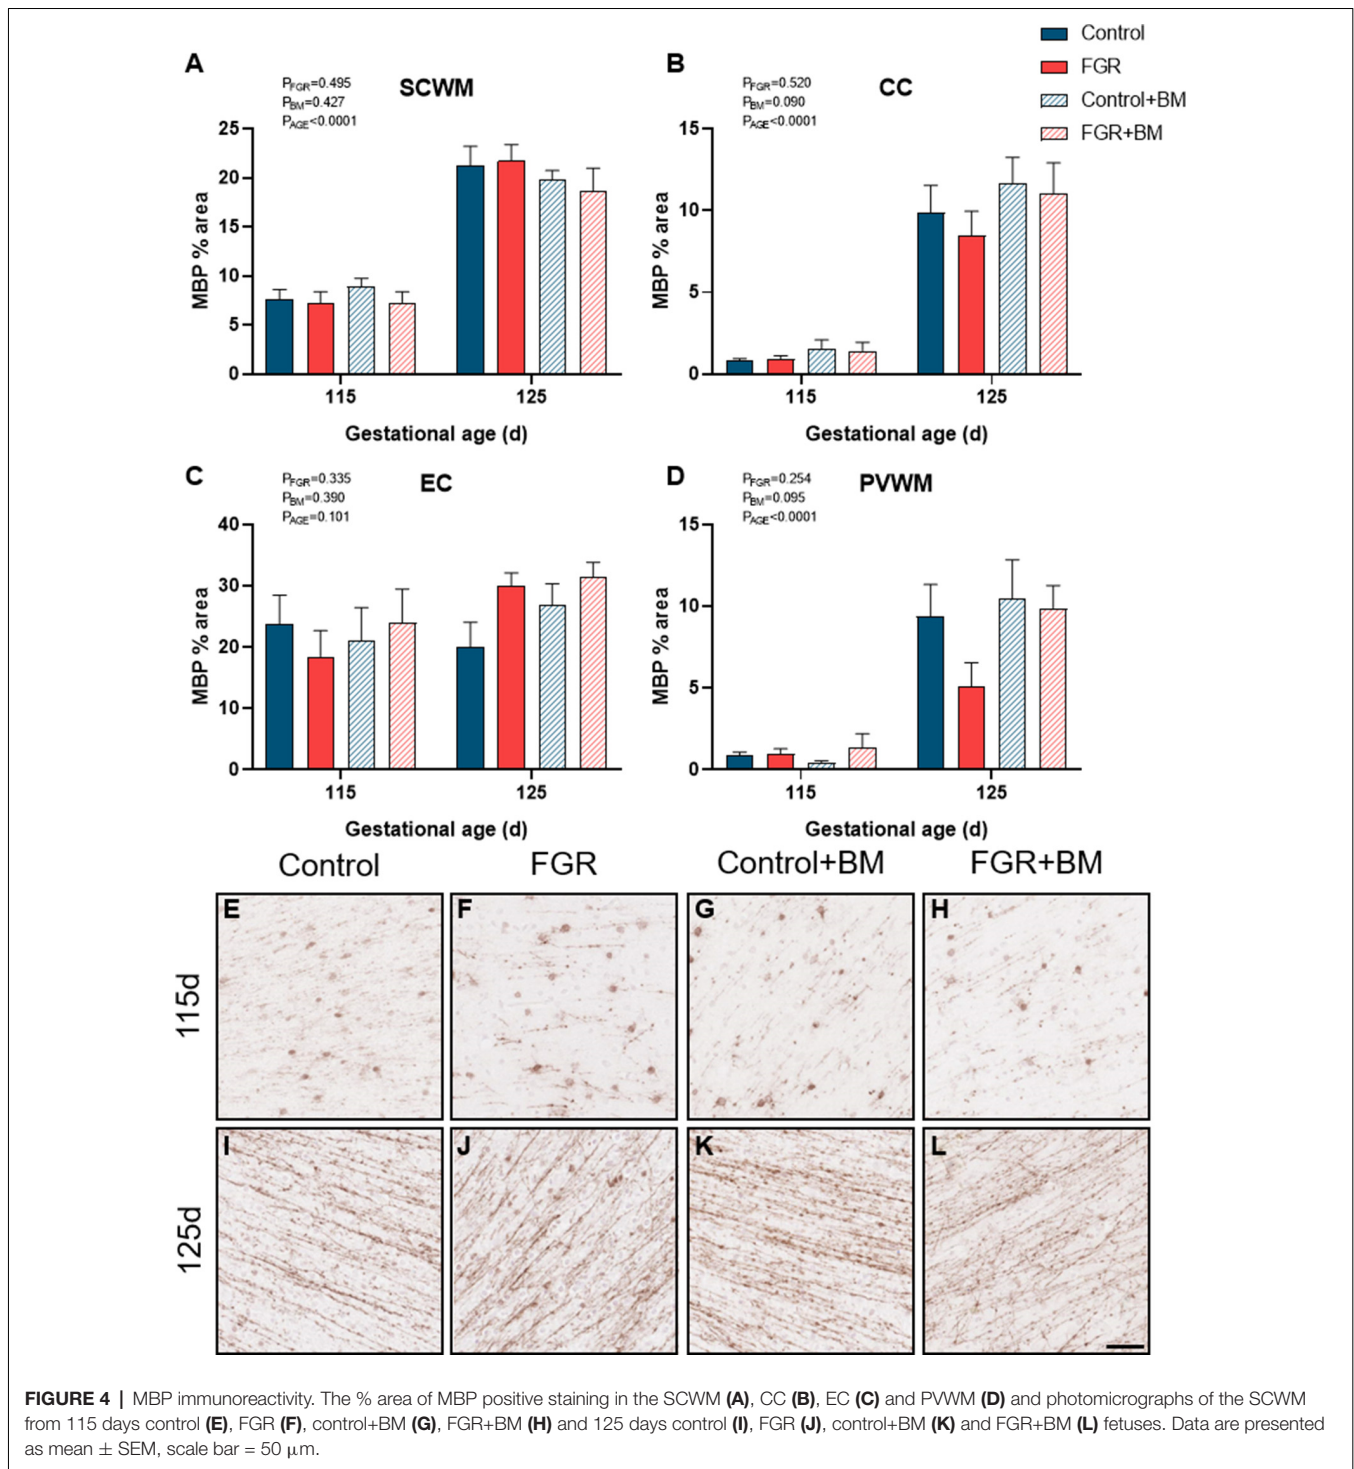 Control
FGR
Control+BM
FGR+BM
A
P_FGR=0.495
P_BM=0.427
P_AGE<0.0001
SCWM
25
20
15
10
5
0
MBP % area
115
125
Gestational age (d)
B
P_FGR=0.520
P_BM=0.090
P_AGE<0.0001
CC
15
10
5
0
MBP % area
115
125
Gestational age (d)
C
P_FGR=0.335
P_BM=0.390
P_AGE=0.101
EC
40
30
20
10
0
MBP % area
115
125
Gestational age (d)
D
P_FGR=0.254
P_BM=0.095
P_AGE<0.0001
PVWM
15
10
5
0
MBP % area
115
125
Gestational age (d)
Control
FGR
Control+BM
FGR+BM
115d
E
F
G
H
125d
I
J
K
L
FIGURE 4 | MBP immunoreactivity. The % area of MBP positive staining in the SCWM (A), CC (B), EC (C) and PVWM (D) and photomicrographs of the SCWM
from 115 days control (E), FGR (F), control+BM (G), FGR+BM (H) and 125 days control (I), FGR (J), control+BM (K) and FGR+BM (L) fetuses. Data are presented
as mean ± SEM, scale bar = 50 μm.